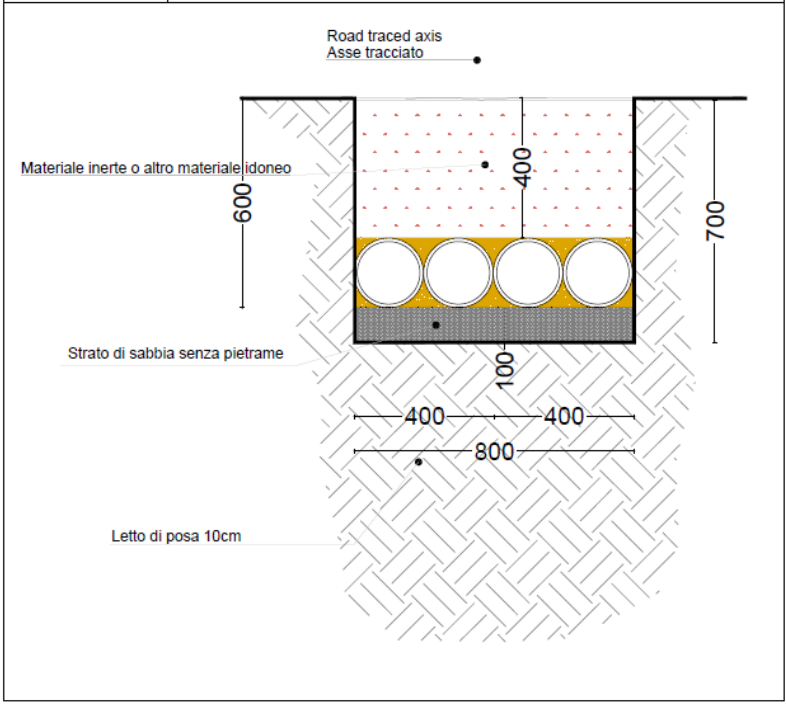 Road traced axis
Asse tracciato
Materiale inerte o altro materiale idoneo
400
600
700
Strato di sabbia senza pietrame
100
400
400
800
Letto di posa 10cm